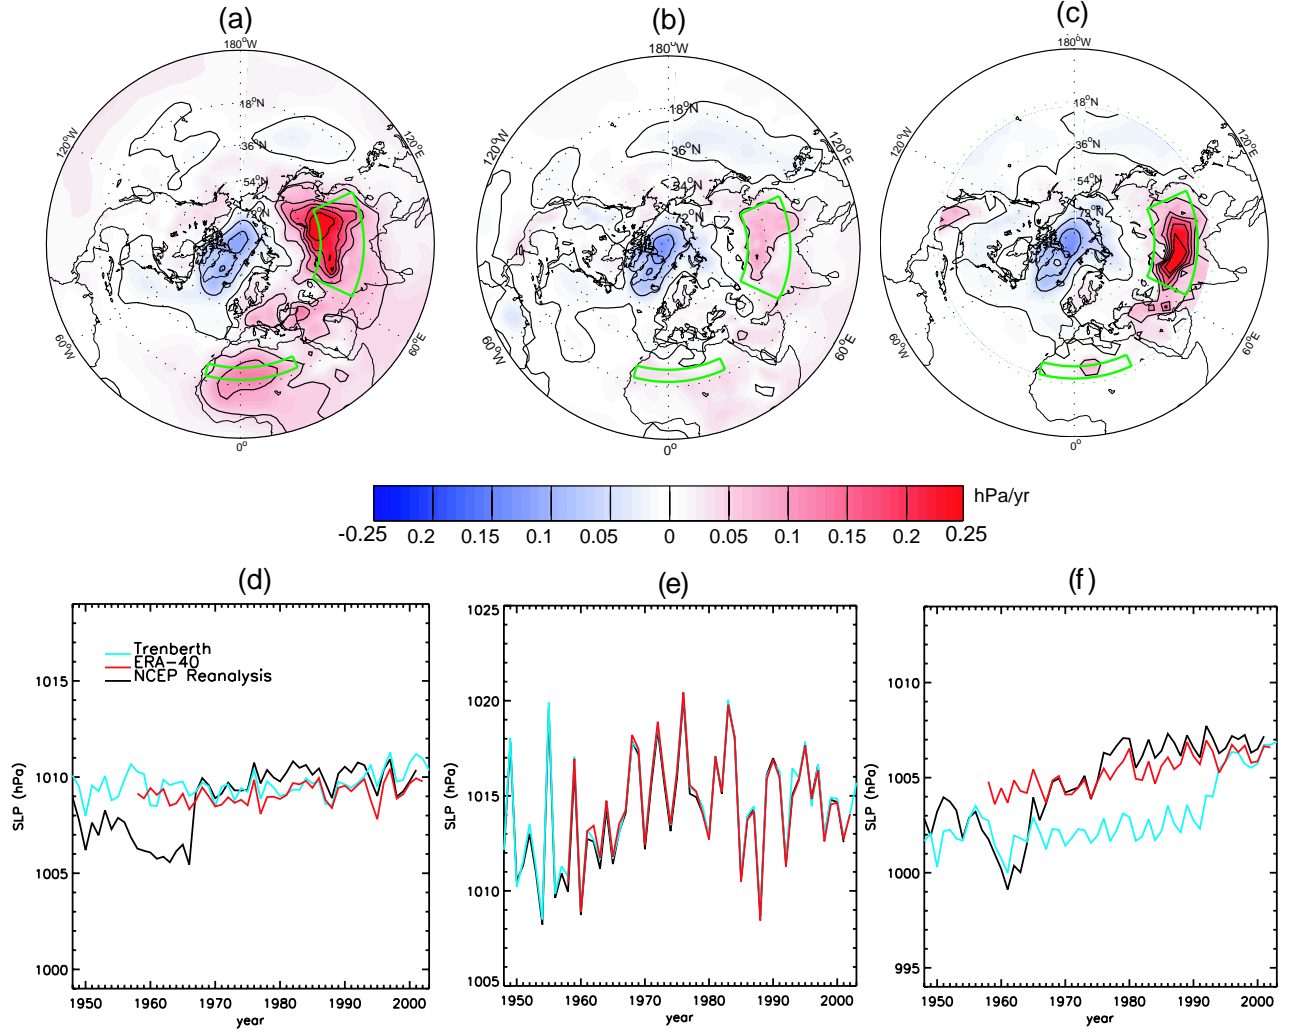 (a)
(b)
(c)
180°W
18°N
36°N
54°N
72°N
120°W
120°E
60°W
60°E
0°
180°W
18°N
36°N
54°N
72°N
120°W
120°E
60°W
60°E
0°
180°W
18°N
36°N
54°N
72°N
120°W
120°E
60°W
60°E
0°
hPa/yr
-0.25 0.2 0.15 0.1 0.05 0 0.05 0.1 0.15 0.2 0.25
(d)
(e)
(f)
Trenberth
ERA-40
NCEP Reanalysis
SLP (hPa)
1015
1010
1005
1000
1950 1960 1970 1980 1990 2000
year
SLP (hPa)
1025
1020
1015
1010
1005
1950 1960 1970 1980 1990 2000
year
SLP (hPa)
1010
1005
1000
995
1950 1960 1970 1980 1990 2000
year